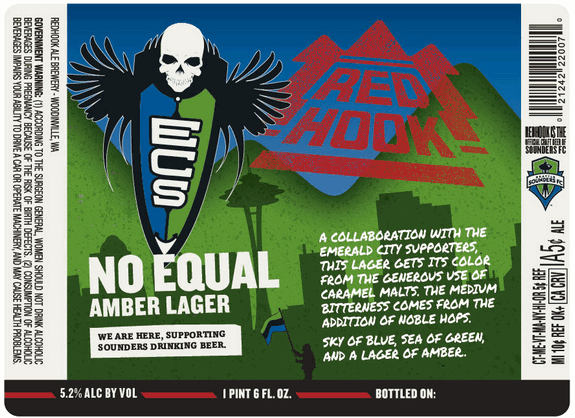 REDHOOK ALE BREWERY - WOODINVILLE, WA
GOVERNMENT WARNING: (1) ACCORDING TO THE SURGEON GENERAL, WOMEN SHOULD NOT DRINK ALCOHOLIC
BEVERAGES DURING PREGNANCY BECAUSE OF THE RISK OF BIRTH DEFECTS. (2) CONSUMPTION OF ALCOHOLIC
BEVERAGES IMPAIRS YOUR ABILITY TO DRIVE A CAR OR OPERATE MACHINERY, AND MAY CAUSE HEALTH PROBLEMS.
ECS
RED
HOOK
NO EQUAL
AMBER LAGER
WE ARE HERE, SUPPORTING
SOUNDERS DRINKING BEER.
A COLLABORATION WITH THE
EMERALD CITY SUPPORTERS,
THIS LAGER GETS ITS COLOR
FROM THE GENEROUS USE OF
CARAMEL MALTS. THE MEDIUM
BITTERNESS COMES FROM THE
ADDITION OF NOBLE HOPS.
SKY OF BLUE, SEA OF GREEN,
AND A LAGER OF AMBER..
5.2% ALC BY VOL
1 PINT 6 FL. OZ.
BOTTLED ON:
0 21242 22007
REDHOOK IS THE
OFFICIAL CRAFT BEER OF
SOUNDERS FC
SOUNDERS FC
CT-ME-VT-MA-NY-HI-OR 5¢ REF
MI 10¢ REF OK+ CA CRV IA5¢ ALE